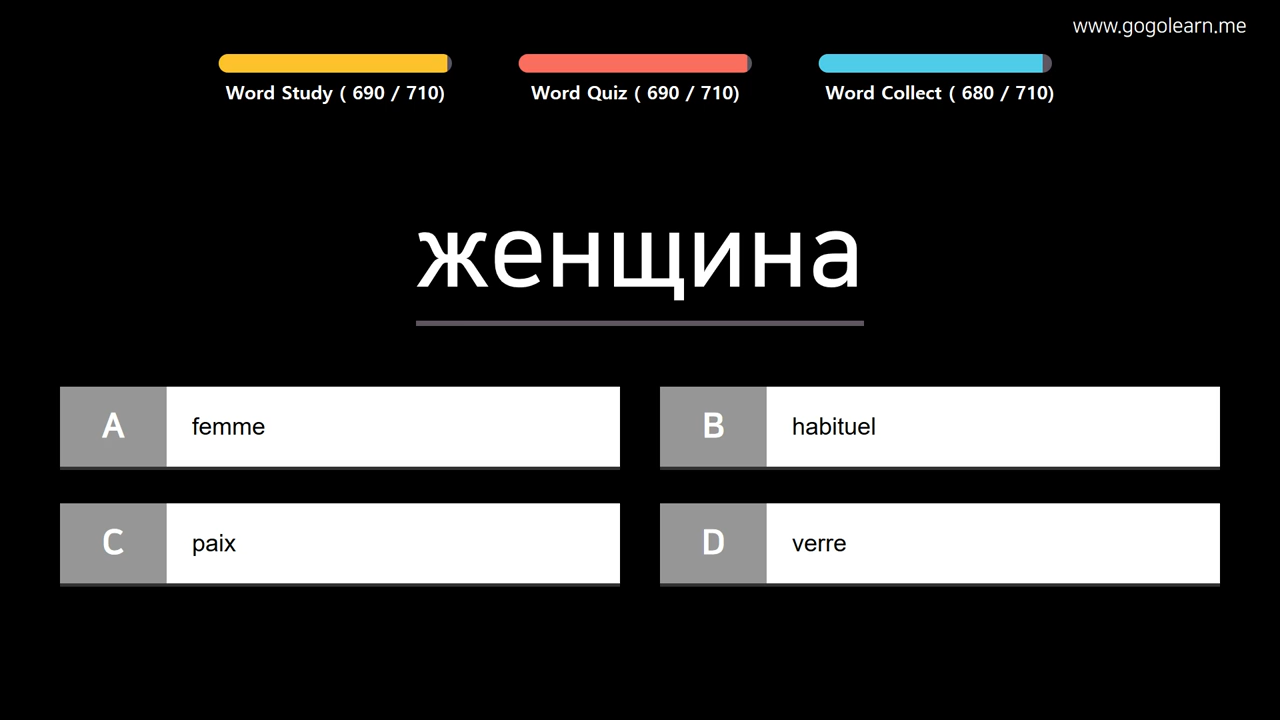 www.gogolearn.me
Word Study ( 690 / 710)
Word Quiz ( 690 / 710)
Word Collect ( 680 / 710)
женщина
A femme
B habituel
C paix
D verre